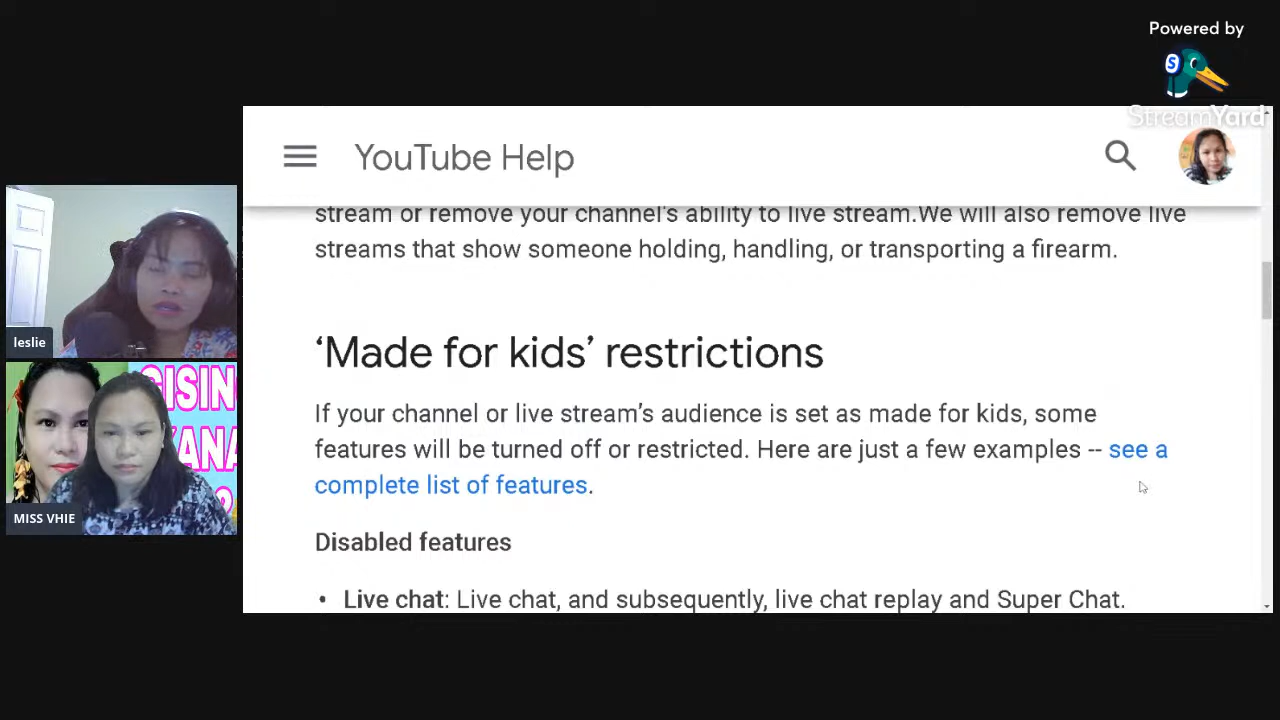 Powered by
StreamYard
YouTube Help
stream or remove your channel's ability to live stream.We will also remove live
streams that show someone holding, handling, or transporting a firearm.
‘Made for kids’ restrictions
If your channel or live stream’s audience is set as made for kids, some
features will be turned off or restricted. Here are just a few examples -- see a
complete list of features.
Disabled features
• Live chat: Live chat, and subsequently, live chat replay and Super Chat.
leslie
GISIN
MISS VHIE